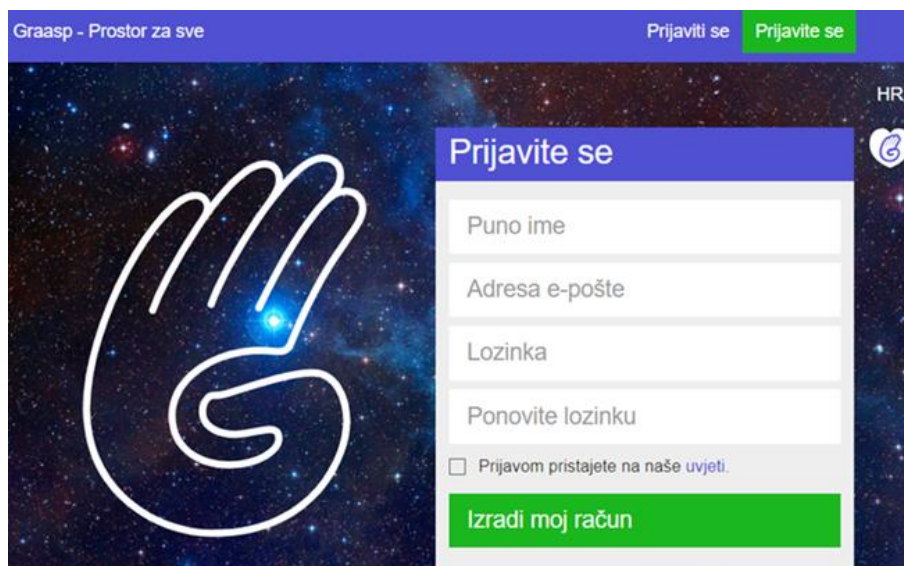 Graasp - Prostor za sve
Prijaviti se
Prijavite se
HR
Prijavite se
Puno ime
Adresa e-pošte
Lozinka
Ponovite lozinku
Prijavom pristajete na naše uvjeti.
Izradi moj račun